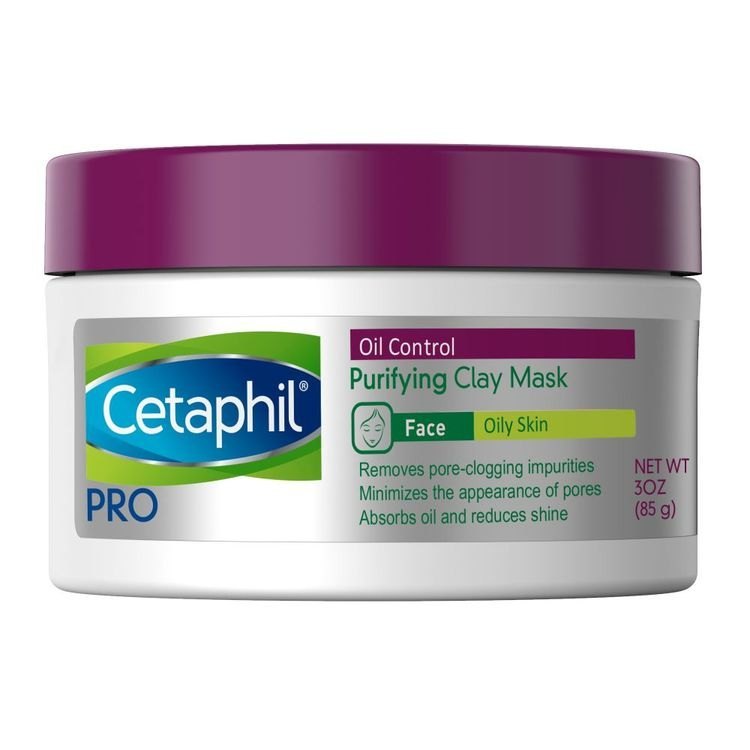 Cetaphil®
PRO
Oil Control
Purifying Clay Mask
Face
Oily Skin
Removes pore-clogging impurities
Minimizes the appearance of pores
Absorbs oil and reduces shine
NET WT
3OZ
(85 g)